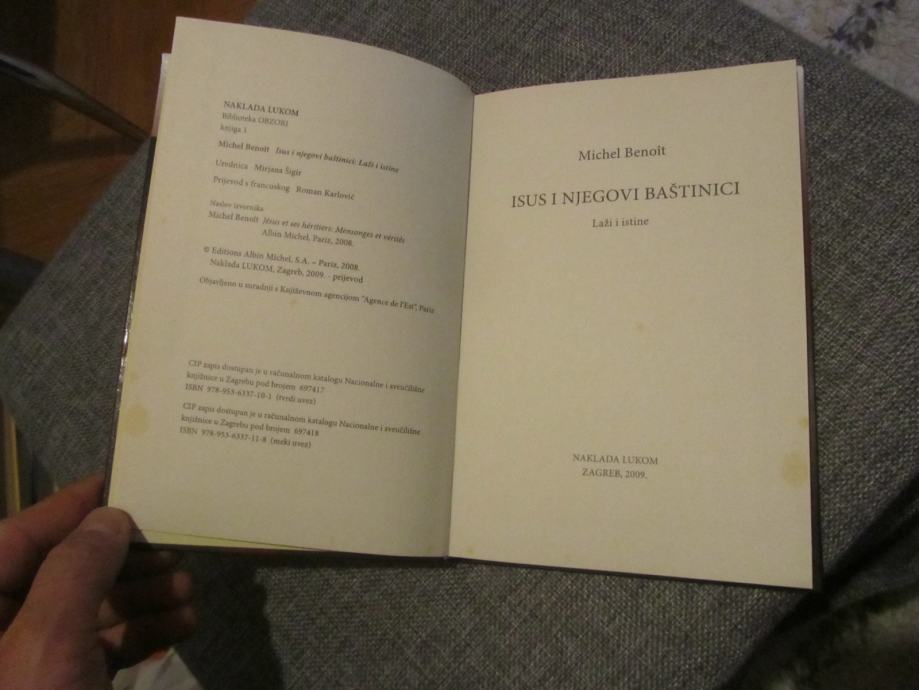 NAKLADA LUKOM
Biblioteka OBZORI
knjiga 1
Michel Benoît Isus i njegovi baštinici: Laži i istine
Urednica Mirjana Šigir
Prijevod s francuskog Roman Karlović
Naslov izvornika
Michel Benoît Jésus et ses héritiers: Mensonges et vérités
Albin Michel, Pariz, 2008.
© Editions Albin Michel, S.A. – Pariz, 2008.
Naklada LUKOM, Zagreb, 2009. - prijevod
Objavljeno u suradnji s Književnom agencijom "Agence de l'Est", Pariz
CIP zapis dostupan je u računalnom katalogu Nacionalne i sveučilišne
knjižnice u Zagrebu pod brojem 697417
ISBN 978-953-6337-10-1 (tvrdi uvez)
CIP zapis dostupan je u računalnom katalogu Nacionalne i sveučilišne
knjižnice u Zagrebu pod brojem 697418
ISBN 978-953-6337-11-8 (meki uvez)
Michel Benoît
ISUS I NJEGOVI BAŠTINICI
Laži i istine
NAKLADA LUKOM
ZAGREB, 2009.